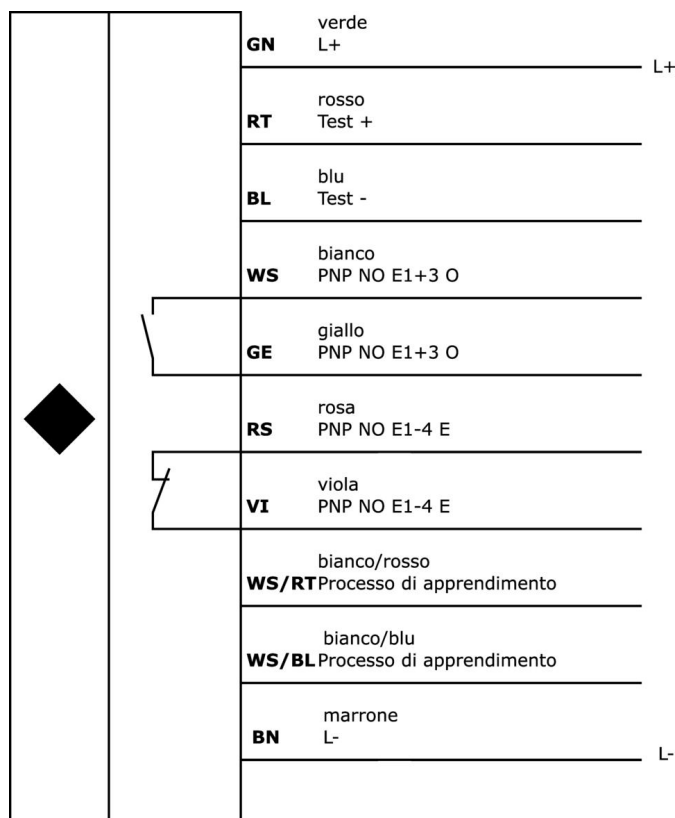 verde
GN L+
L+
rosso
RT Test +
blu
BL Test -
bianco
WS PNP NO E1+3 O
giallo
GE PNP NO E1+3 O
rosa
RS PNP NO E1-4 E
viola
VI PNP NO E1-4 E
bianco/rosso
WS/RT Processo di apprendimento
bianco/blu
WS/BL Processo di apprendimento
marrone
BN L-
L-